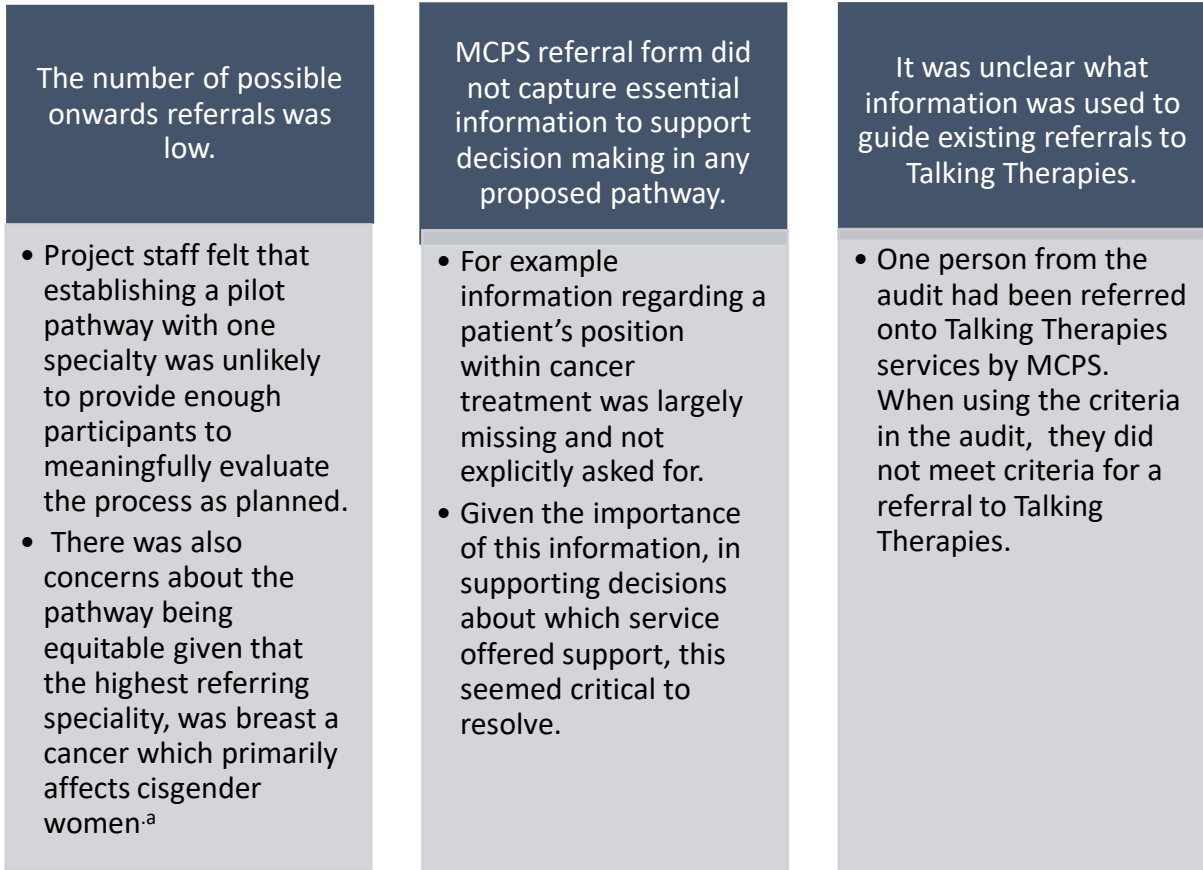 The number of possible
onwards referrals was
low.
• Project staff felt that
establishing a pilot
pathway with one
specialty was unlikely
to provide enough
participants to
meaningfully evaluate
the process as planned.
• There was also
concerns about the
pathway being
equitable given that
the highest referring
speciality, was breast a
cancer which primarily
affects cisgender
women.a
MCPS referral form did
not capture essential
information to support
decision making in any
proposed pathway.
• For example
information regarding a
patient’s position
within cancer
treatment was largely
missing and not
explicitly asked for.
• Given the importance
of this information, in
supporting decisions
about which service
offered support, this
seemed critical to
resolve.
It was unclear what
information was used to
guide existing referrals to
Talking Therapies.
• One person from the
audit had been referred
onto Talking Therapies
services by MCPS.
When using the criteria
in the audit, they did
not meet criteria for a
referral to Talking
Therapies.